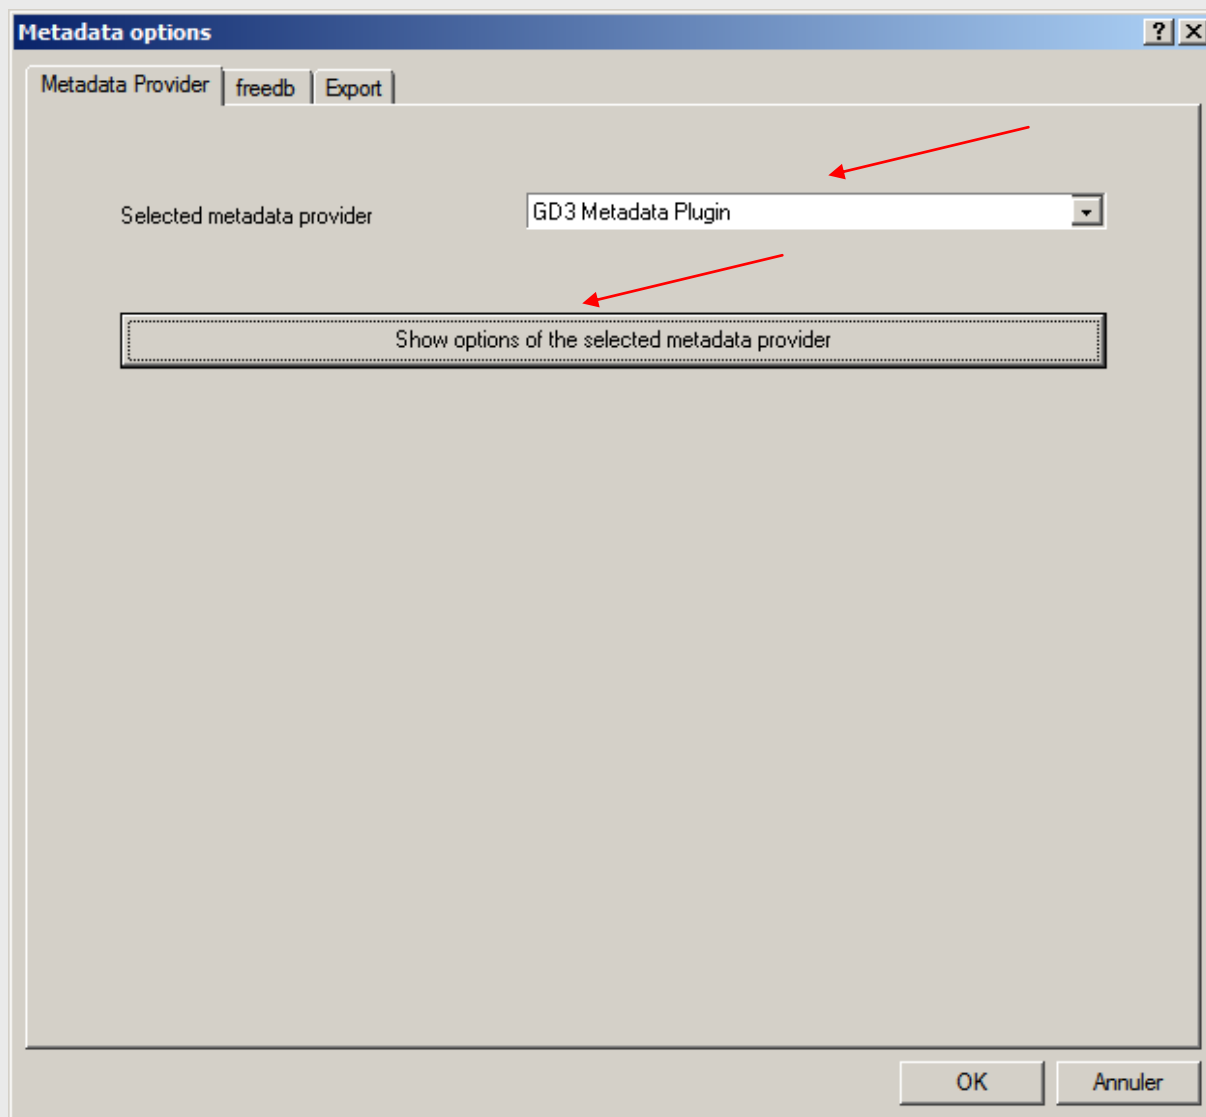 Metadata options
Metadata Provider freedb Export
Selected metadata provider GD3 Metadata Plugin
Show options of the selected metadata provider
OK Annuler